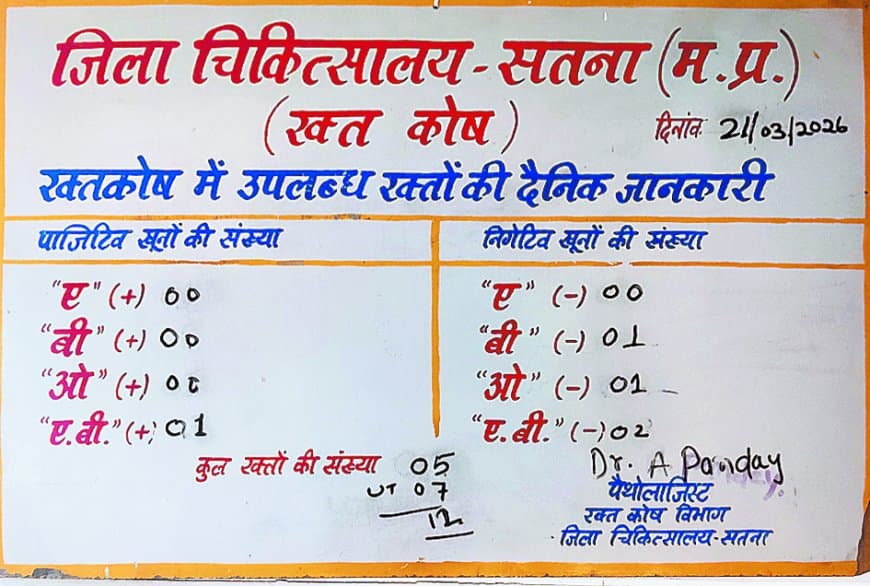 जिला चिकित्सालय - सतना (म.प्र.)
(रक्त कोष)
दिनांक 21/03/2026
रक्तकोष में उपलब्ध रक्तों की दैनिक जानकारी
पाजिटिव खूनों की संख्या
"ए" (+) 00
"बी" (+) 00
"ओ" (+) 00
"ए.बी." (+) 01
निगेटिव खूनों की संख्या
"ए" (-) 00
"बी" (-) 01
"ओ" (-) 01
"ए.बी." (-) 02
कुल रक्तों की संख्या 05
UT 07
12
Dr. A Panday
पैथोलाजिस्ट
रक्त कोष विभाग
जिला चिकित्सालय-सतना